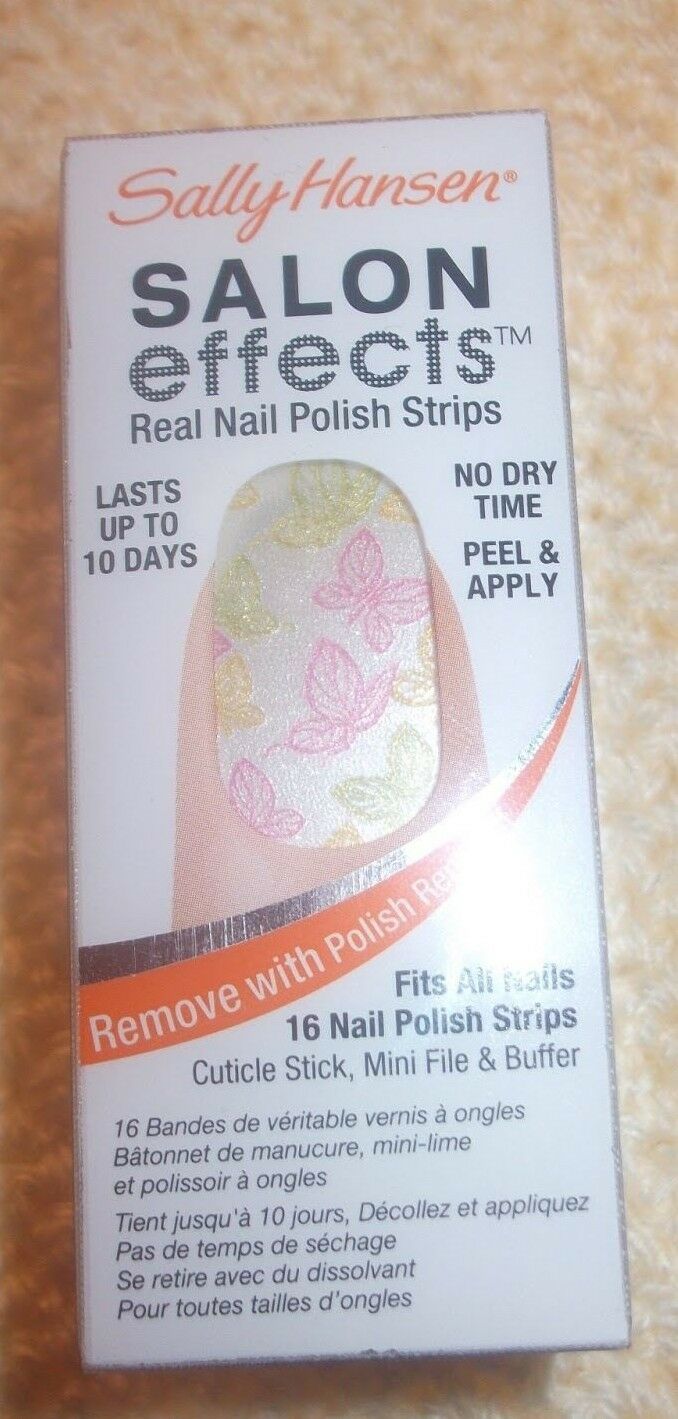 Sally Hansen®
SALON
effects™
Real Nail Polish Strips
LASTS
UP TO
10 DAYS
NO DRY
TIME
PEEL &
APPLY
Remove with Polish
Fits All Nails
16 Nail Polish Strips
Cuticle Stick, Mini File & Buffer
16 Bandes de véritable vernis à ongles
Bâtonnet de manucure, mini-lime
et polissoir à ongles
Tient jusqu'à 10 jours, Décollez et appliquez
Pas de temps de séchage
Se retire avec du dissolvant
Pour toutes tailles d'ongles